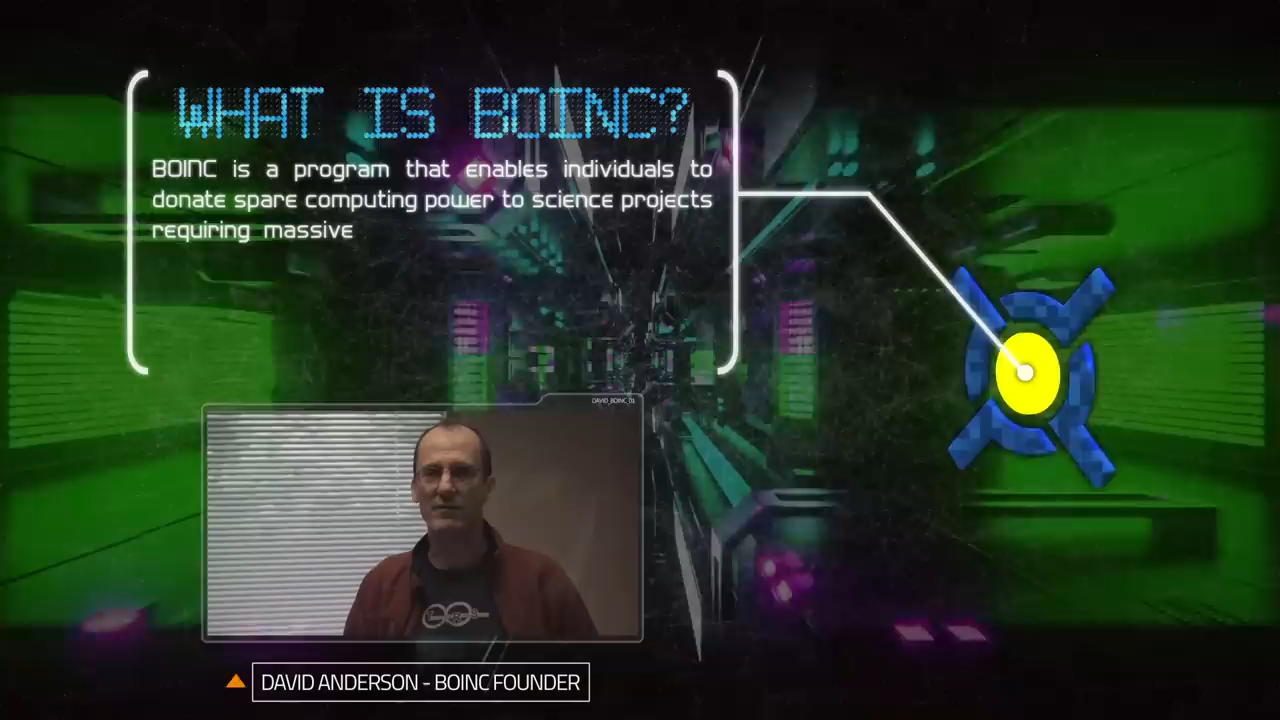 WHAT IS BOINC?
BOINC is a program that enables individuals to
donate spare computing power to science projects
requiring massive
DAVID_BOINC_01
DAVID ANDERSON - BOINC FOUNDER